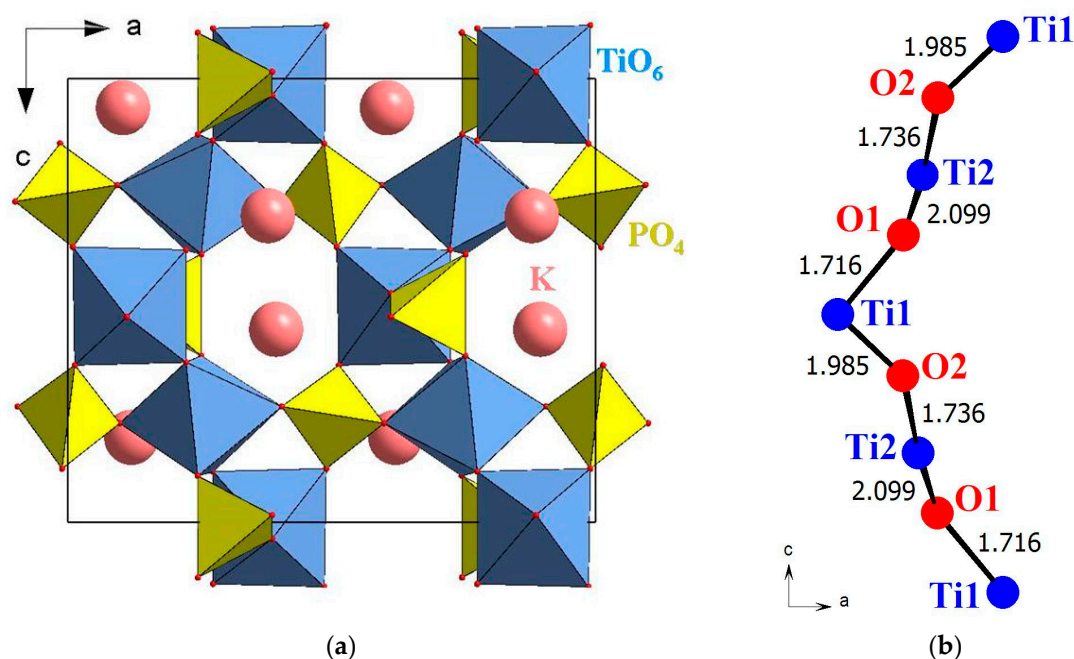 a
c
TiO₆
PO₄
K
(a)
Ti1
1.985
O2
1.736
Ti2
2.099
O1
1.716
Ti1
1.985
O2
1.736
Ti2
2.099
O1
1.716
Ti1
c
a
(b)